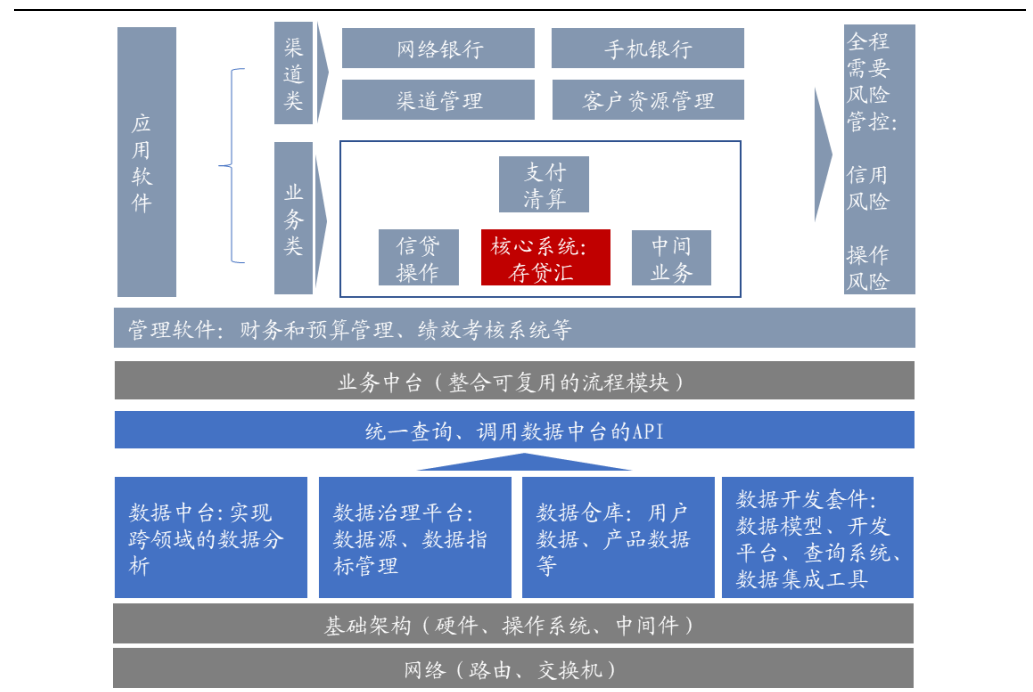 应
用
软
件
渠
道
类
网络银行
手机银行
渠道管理
客户资源管理
业
务
类
支付
清算
信贷
操作
核心系统:
存贷汇
中间
业务
全程
需要
风险
管控:
信用
风险
操作
风险
管理软件: 财务和预算管理、绩效考核系统等
业务中台(整合可复用的流程模块)
统一查询、调用数据中台的API
数据中台:实现
跨领域的数据分
析
数据治理平台:
数据源、数据指
标管理
数据仓库: 用户
数据、产品数据
等
数据开发套件:
数据模型、开发
平台、查询系统、
数据集成工具
基础架构(硬件、操作系统、中间件)
网络(路由、交换机)